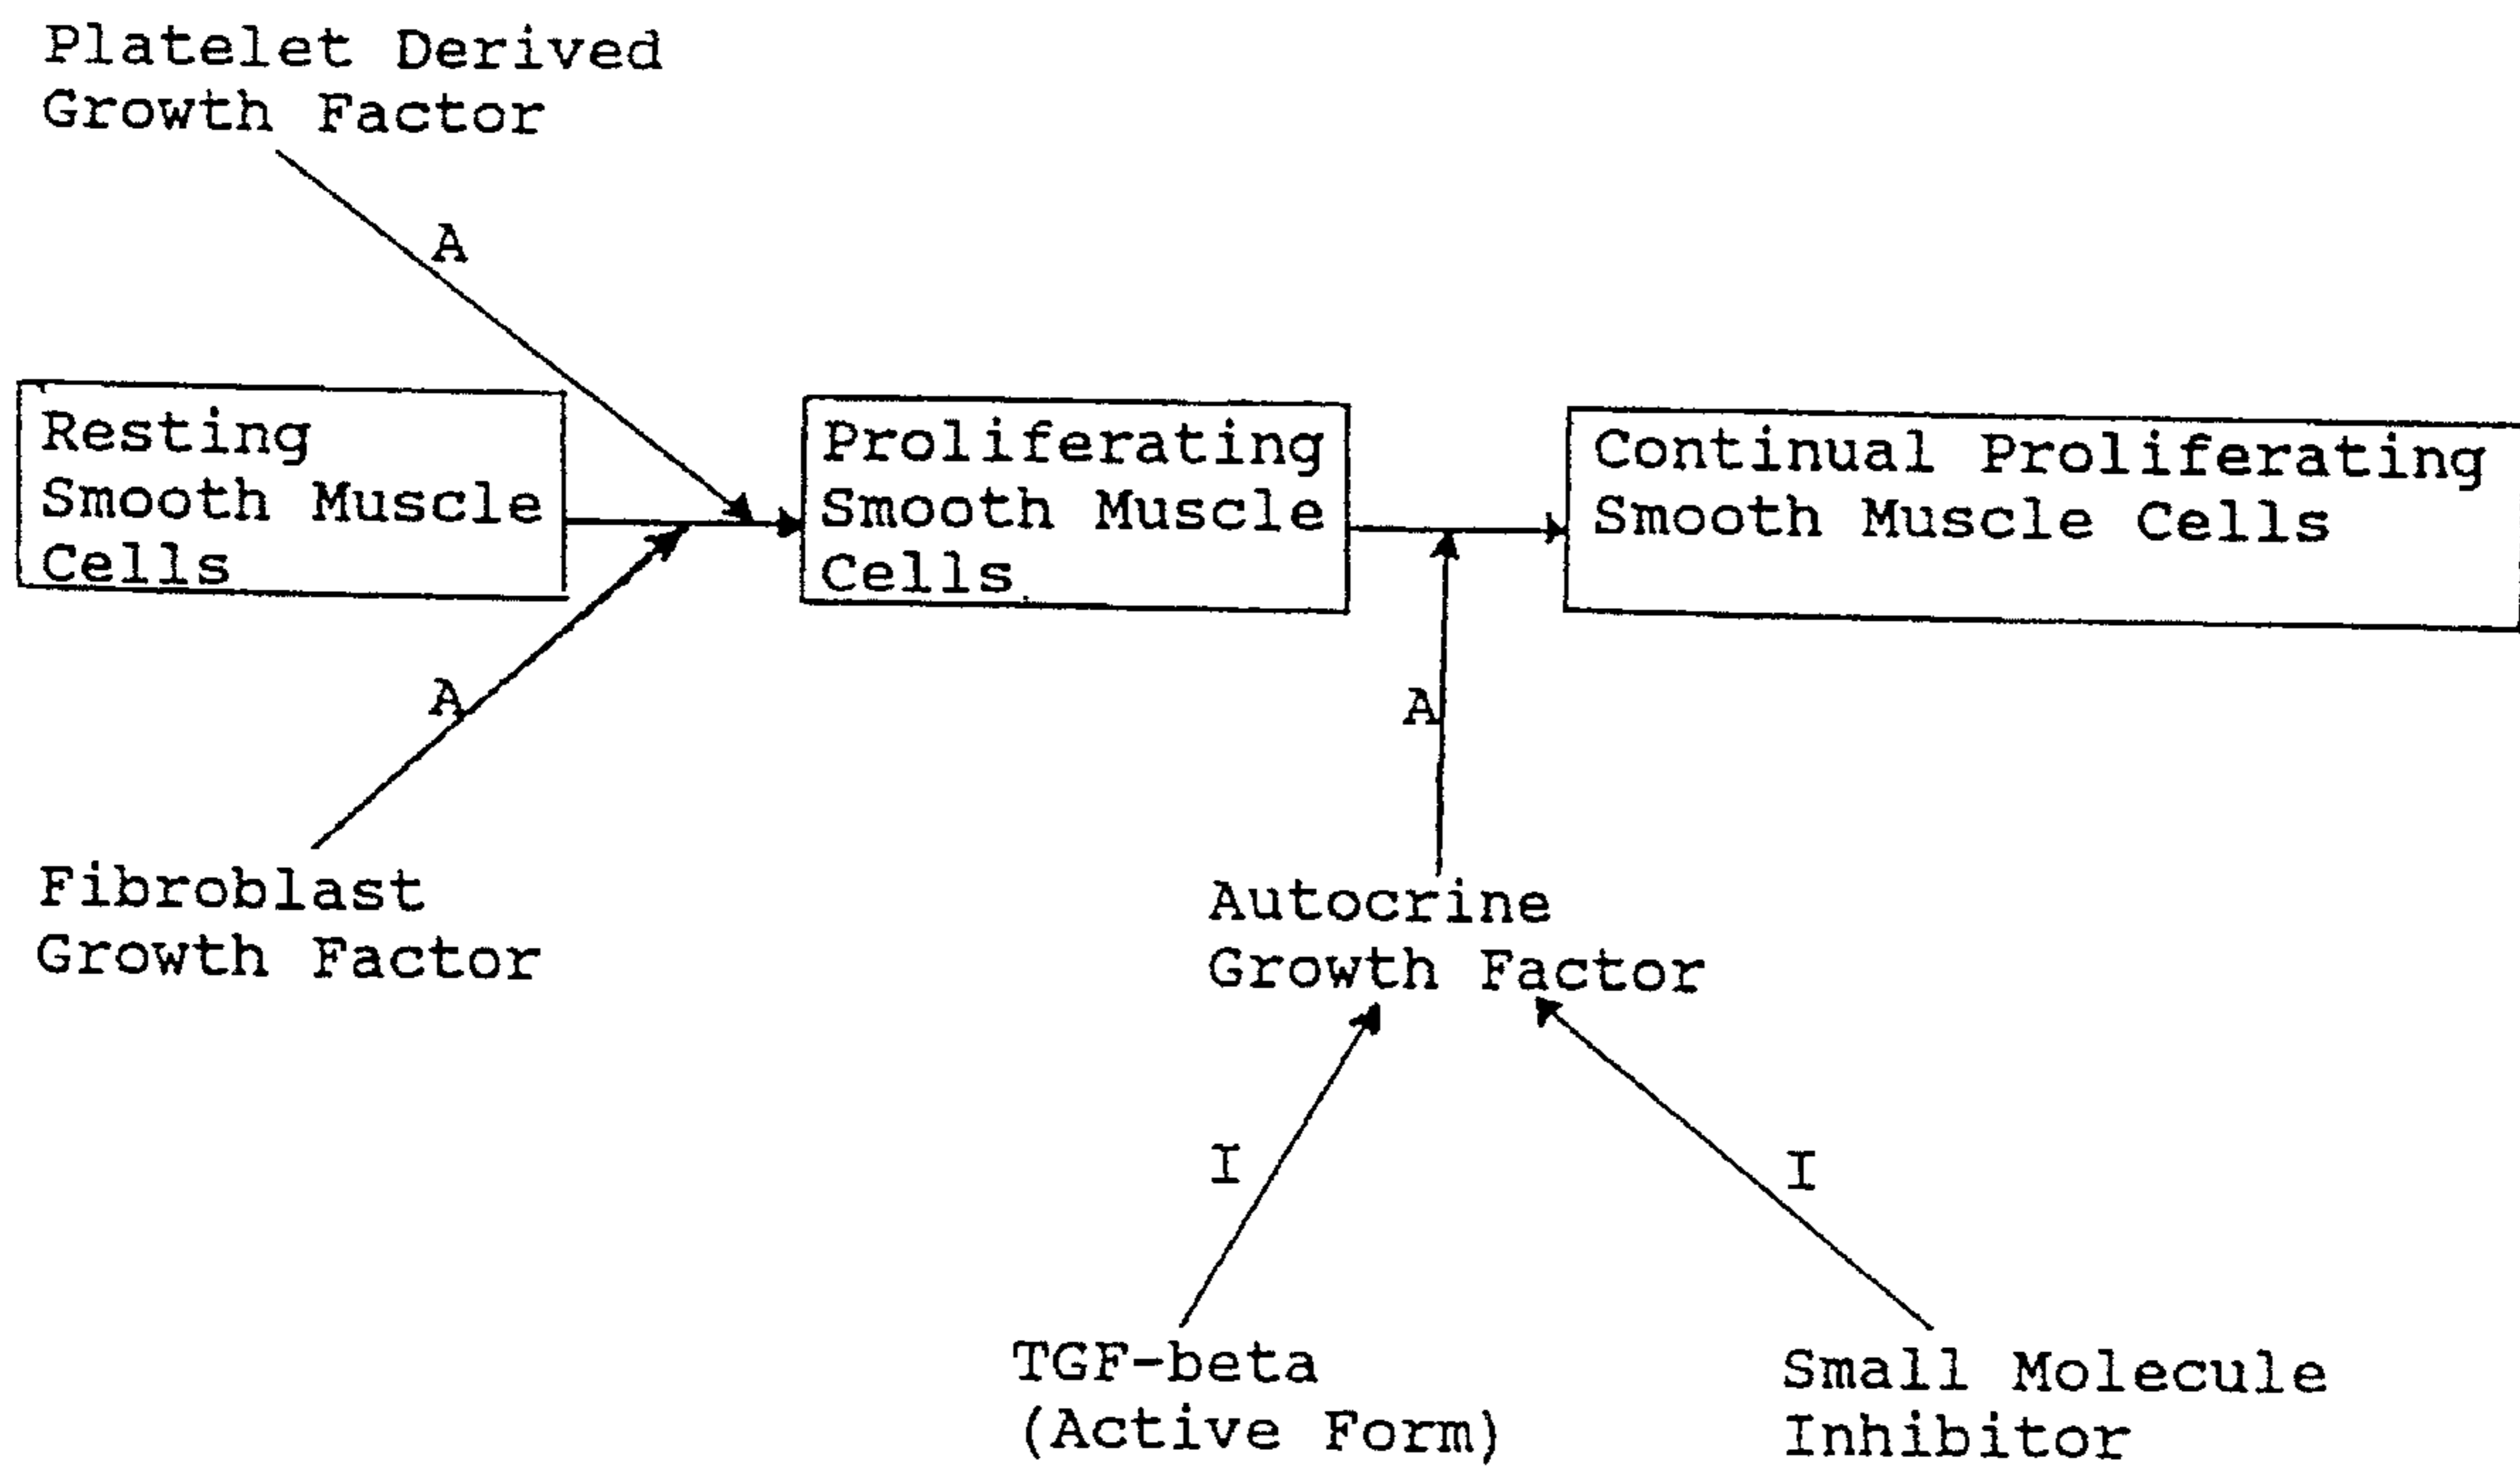 Platelet Derived
Growth Factor
A
Resting
Smooth Muscle
Cells
Proliferating
Smooth Muscle
Cells
Continual Proliferating
Smooth Muscle Cells
A
A
Fibroblast
Growth Factor
Autocrine
Growth Factor
I
I
TGF-beta
(Active Form)
Small Molecule
Inhibitor